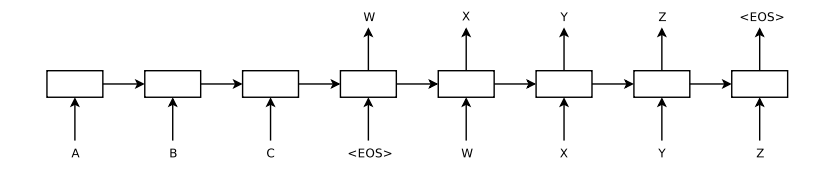 W X Y Z <EOS>
A B C <EOS> W X Y Z